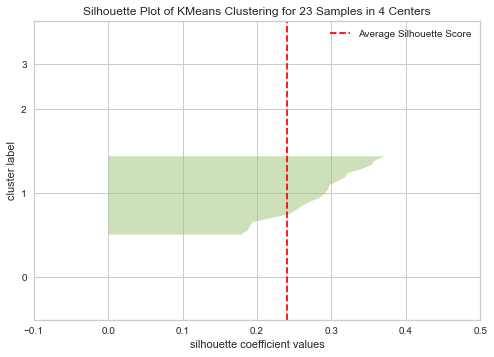 Silhouette Plot of KMeans Clustering for 23 Samples in 4 Centers
Average Silhouette Score
3
2
1
0
cluster label
−0.1 0.0 0.1 0.2 0.3 0.4 0.5
silhouette coefficient values